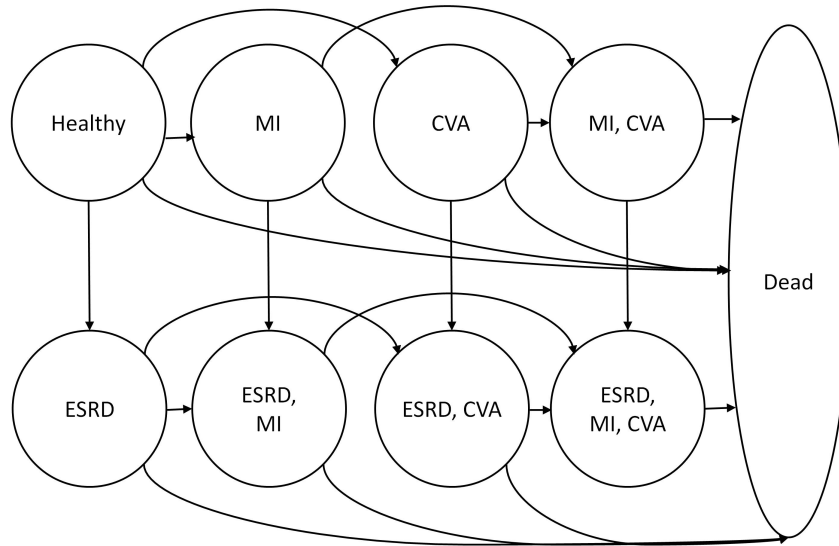 Healthy
MI
CVA
MI, CVA
Dead
ESRD
ESRD,
MI
ESRD, CVA
ESRD,
MI, CVA